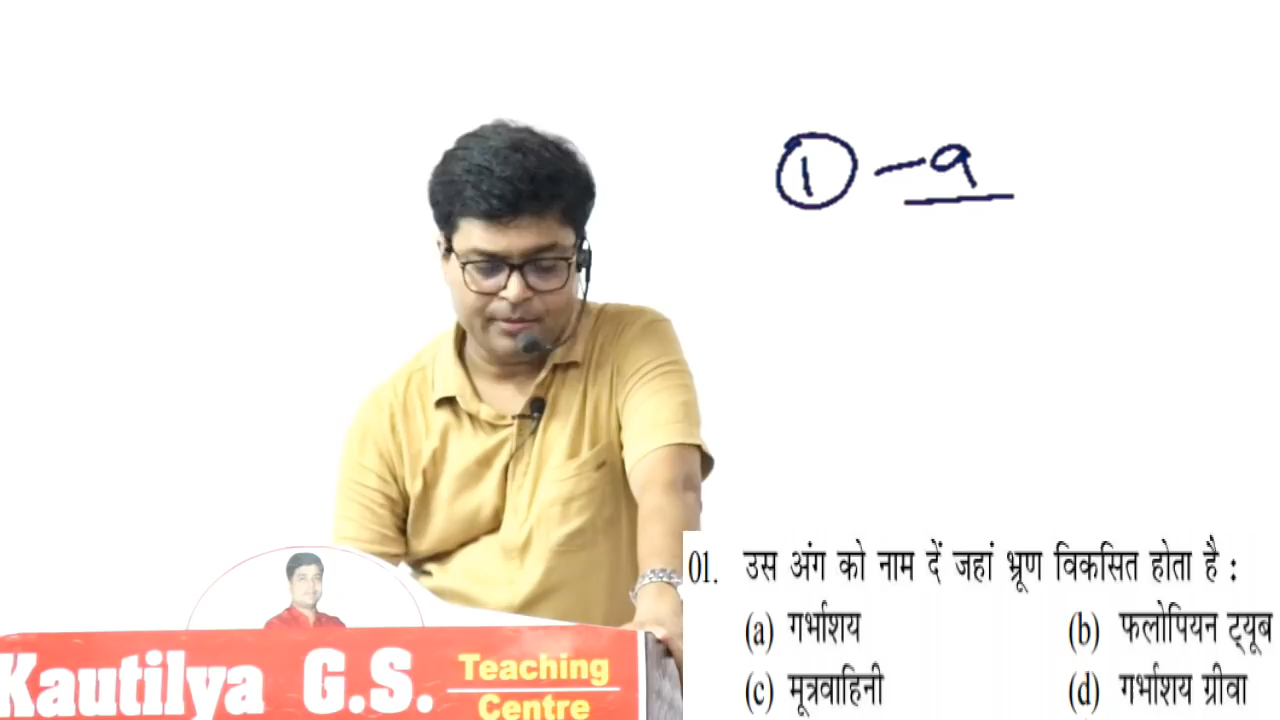 ① – a
01. उस अंग को नाम दें जहां भ्रूण विकसित होता है :
(a) गर्भाशय (b) फलोपियन ट्यूब
(c) मूत्रवाहिनी (d) गर्भाशय ग्रीवा
Kautilya G.S. Teaching
Centre